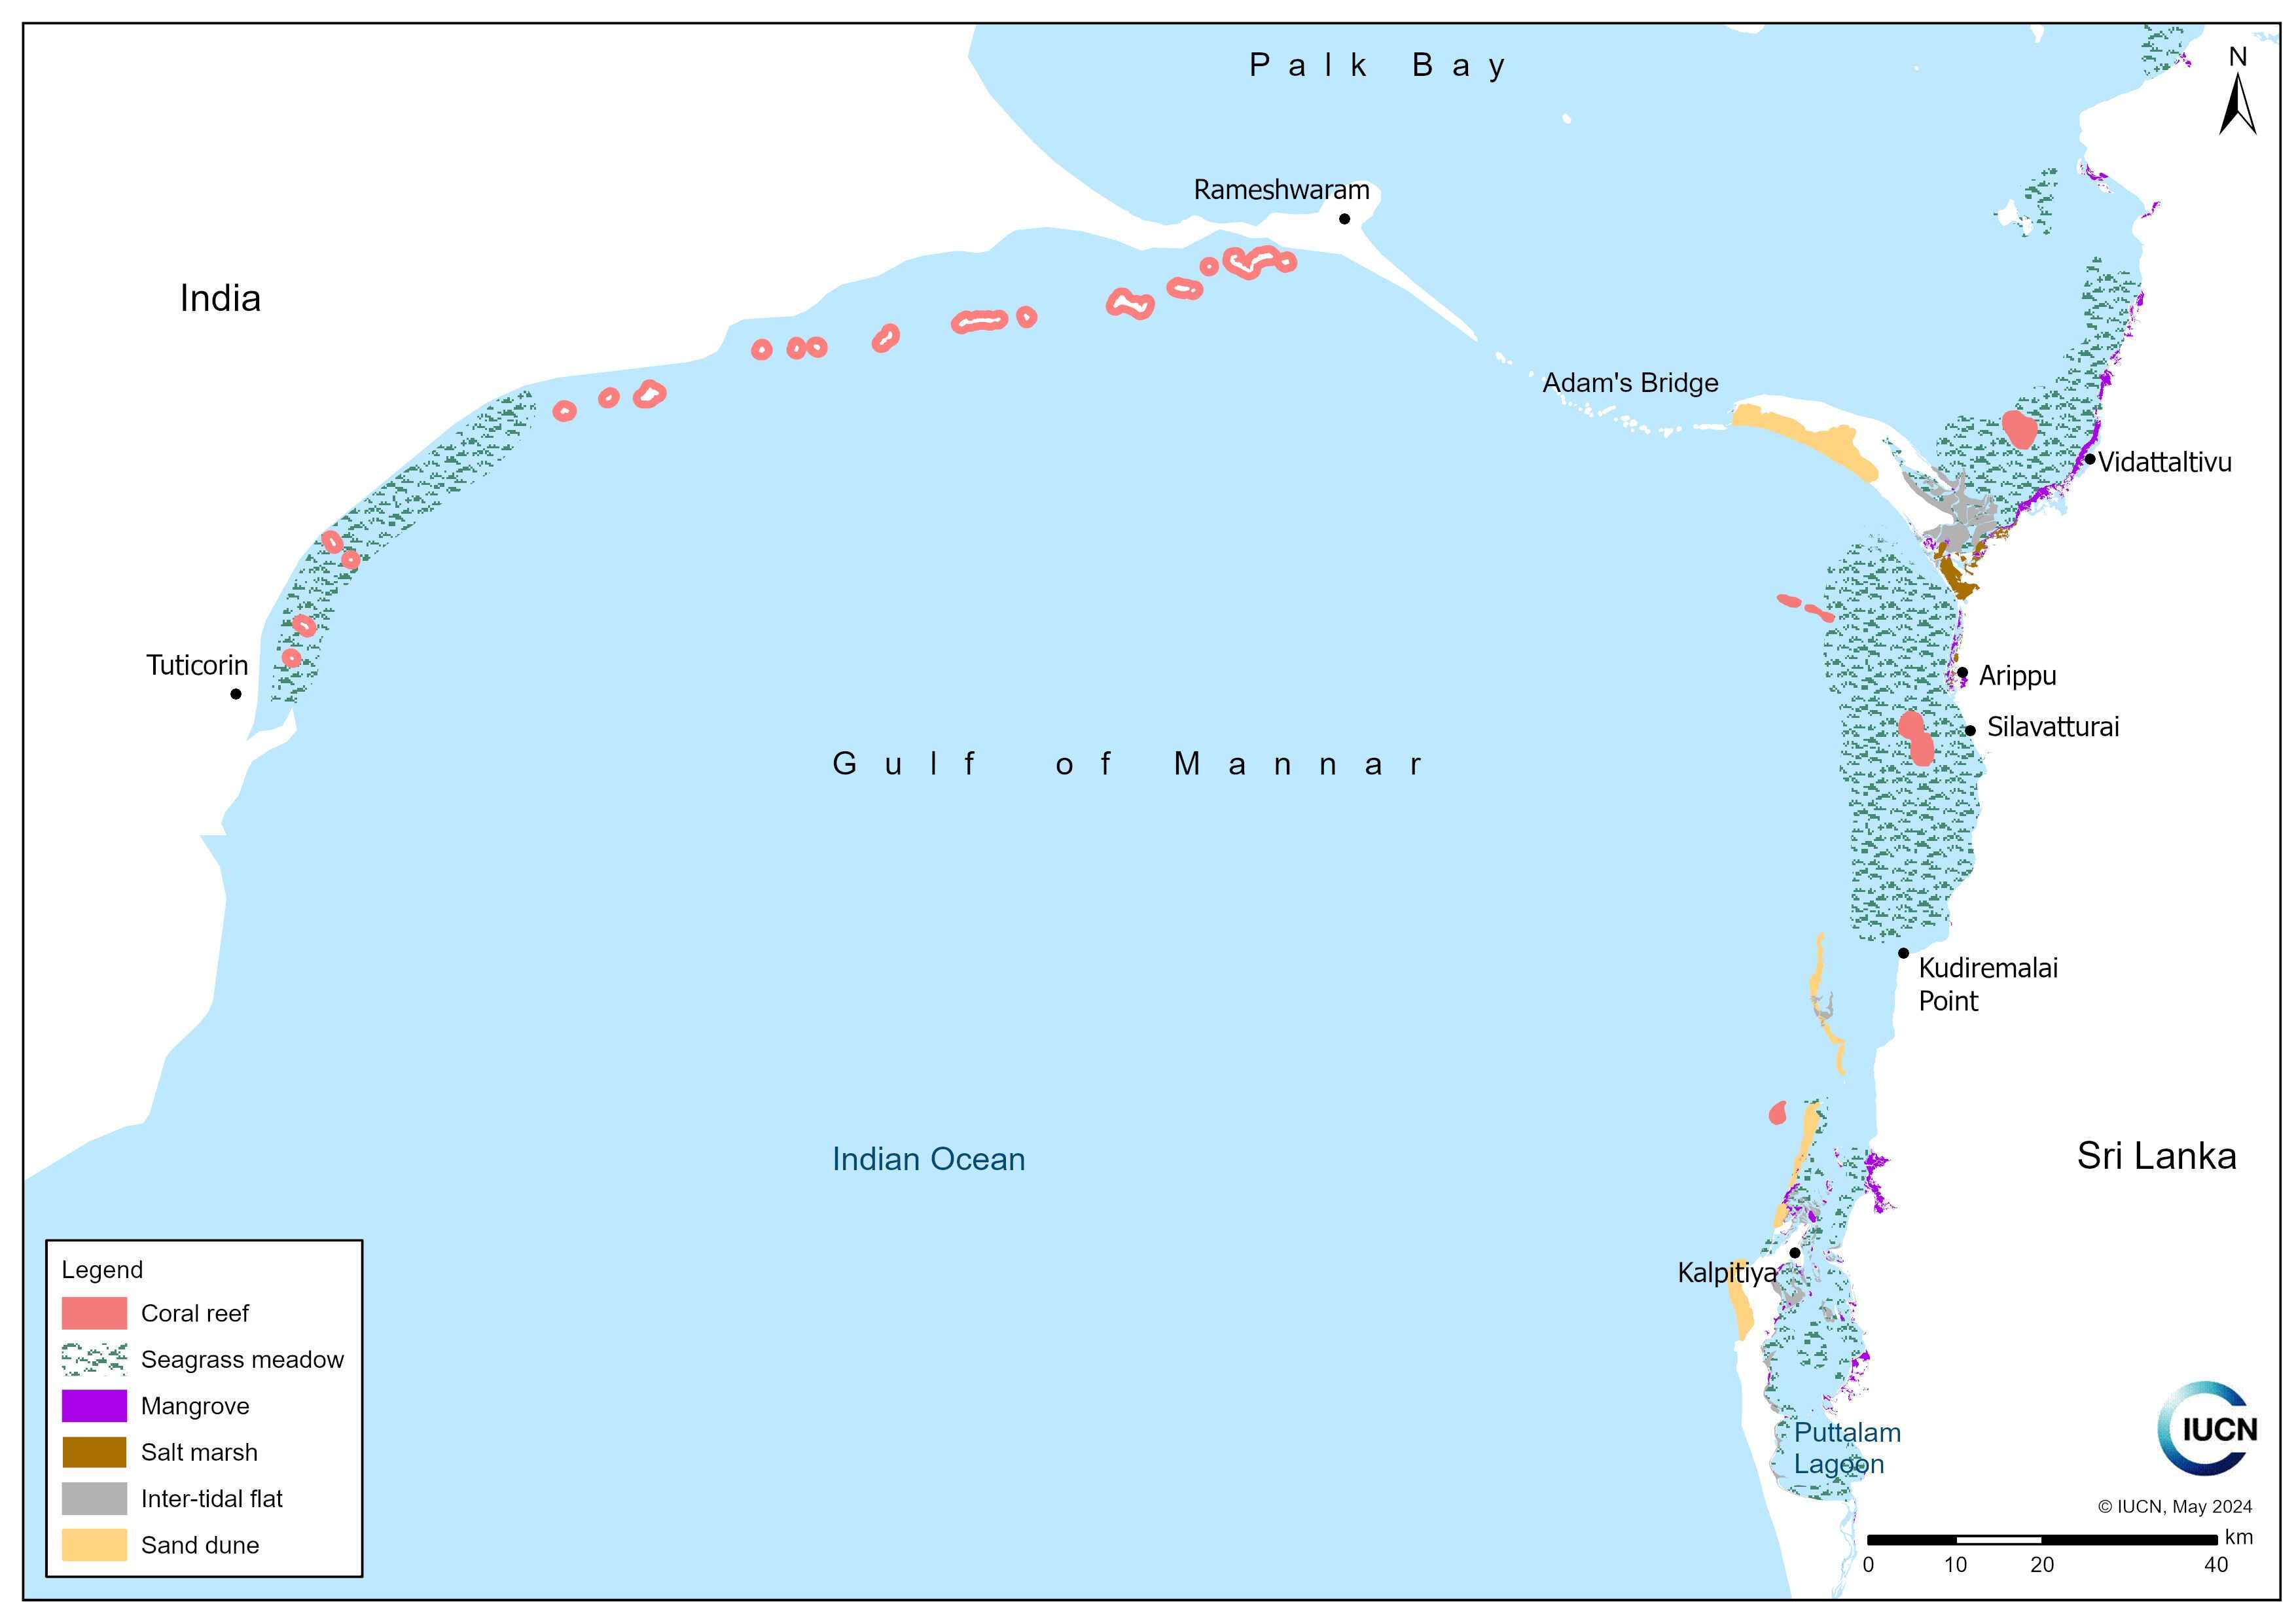 Palk Bay
N
Rameshwaram
India
Adam's Bridge
Vidattaltivu
Tuticorin
Arippu
Silavatturai
Gulf of Mannar
Kudiremalai
Point
Indian Ocean
Sri Lanka
Kalpitiya
Puttalam
Lagoon
Legend
Coral reef
Seagrass meadow
Mangrove
Salt marsh
Inter-tidal flat
Sand dune
IUCN
© IUCN, May 2024
km
0 10 20 40